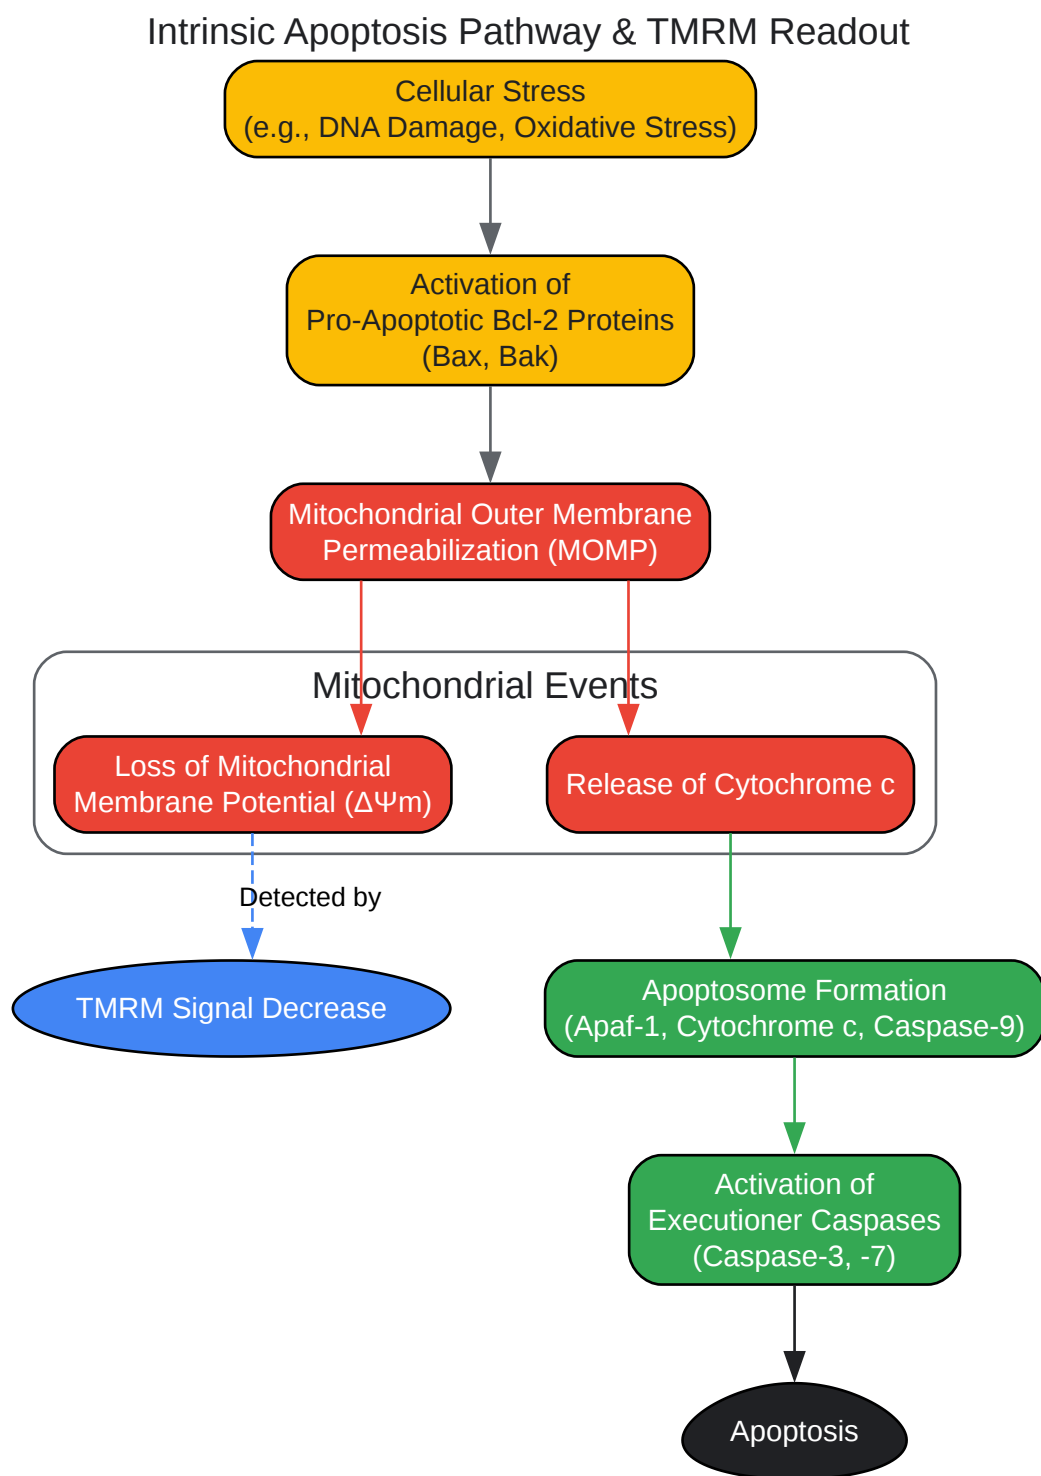 Intrinsic Apoptosis Pathway & TMRM Readout
Cellular Stress
(e.g., DNA Damage, Oxidative Stress)
Activation of
Pro-Apoptotic Bcl-2 Proteins
(Bax, Bak)
Mitochondrial Outer Membrane
Permeabilization (MOMP)
Mitochondrial Events
Loss of Mitochondrial
Membrane Potential (ΔΨm)
Release of Cytochrome c
Detected by
TMRM Signal Decrease
Apoptosome Formation
(Apaf-1, Cytochrome c, Caspase-9)
Activation of
Executioner Caspases
(Caspase-3, -7)
Apoptosis